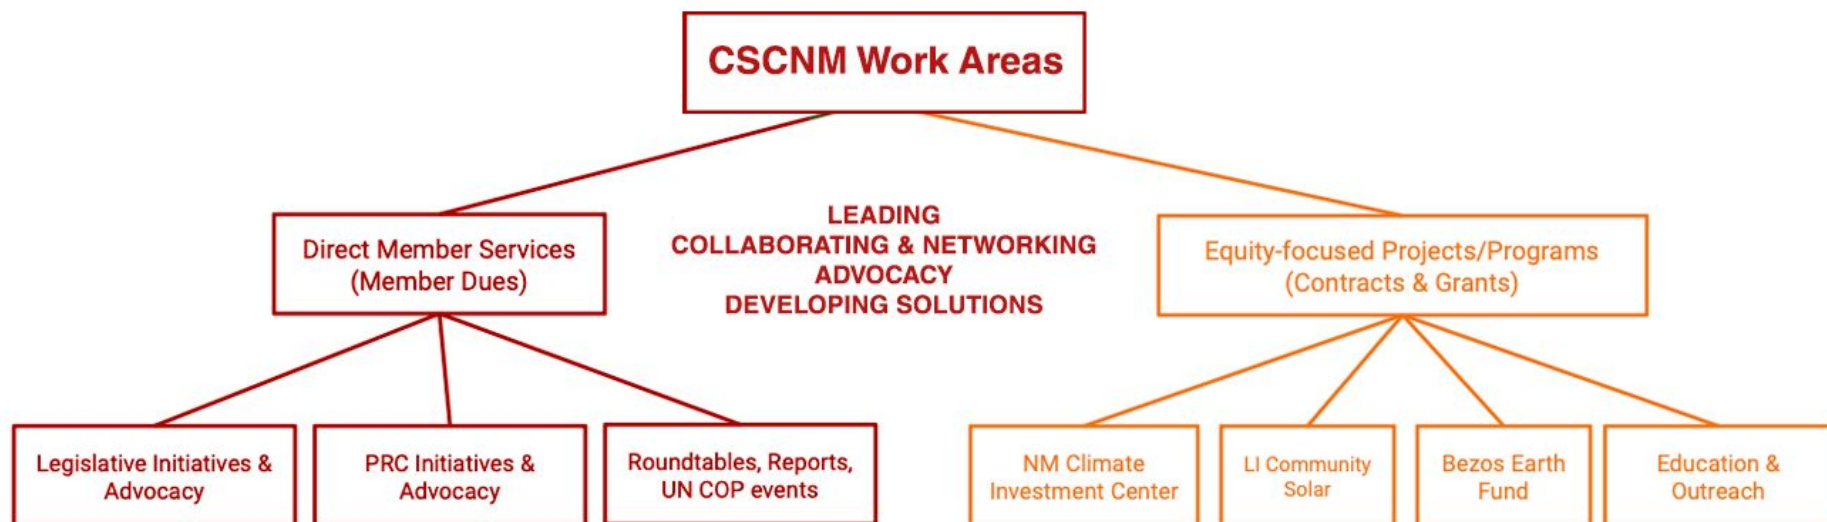 CSCNM Work Areas
Direct Member Services
(Member Dues)
LEADING
COLLABORATING & NETWORKING
ADVOCACY
DEVELOPING SOLUTIONS
Equity-focused Projects/Programs
(Contracts & Grants)
Legislative Initiatives &
Advocacy
PRC Initiatives &
Advocacy
Roundtables, Reports,
UN COP events
NM Climate
Investment Center
LI Community
Solar
Bezos Earth
Fund
Education &
Outreach